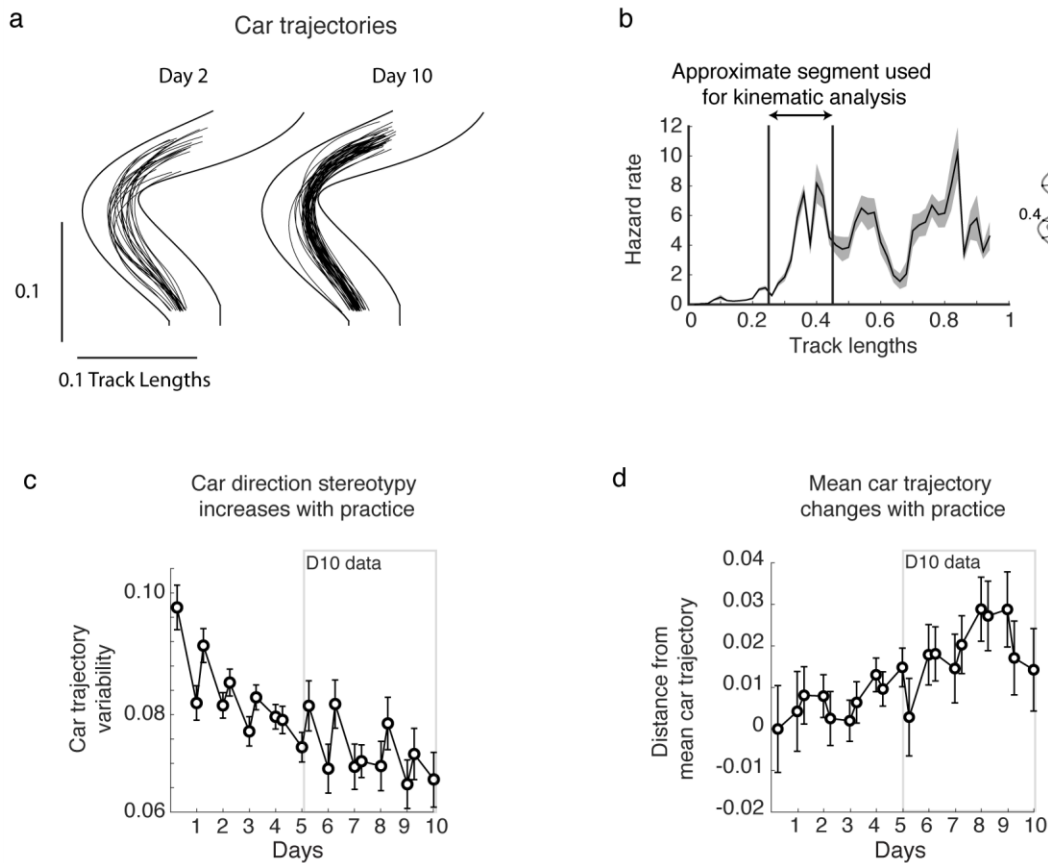 a
Car trajectories
Day 2
Day 10
0.1
0.1 Track Lengths
b
Approximate segment used
for kinematic analysis
Hazard rate
12
10
8
6
4
2
0
0 0.2 0.4 0.6 0.8 1
Track lengths
0.4
c
Car direction stereotypy
increases with practice
D10 data
Car trajectory
variability
0.10
0.08
0.06
1 2 3 4 5 6 7 8 9 10
Days
d
Mean car trajectory
changes with practice
D10 data
Distance from
mean car trajectory
0.04
0.03
0.02
0.01
0
-0.01
-0.02
1 2 3 4 5 6 7 8 9 10
Days